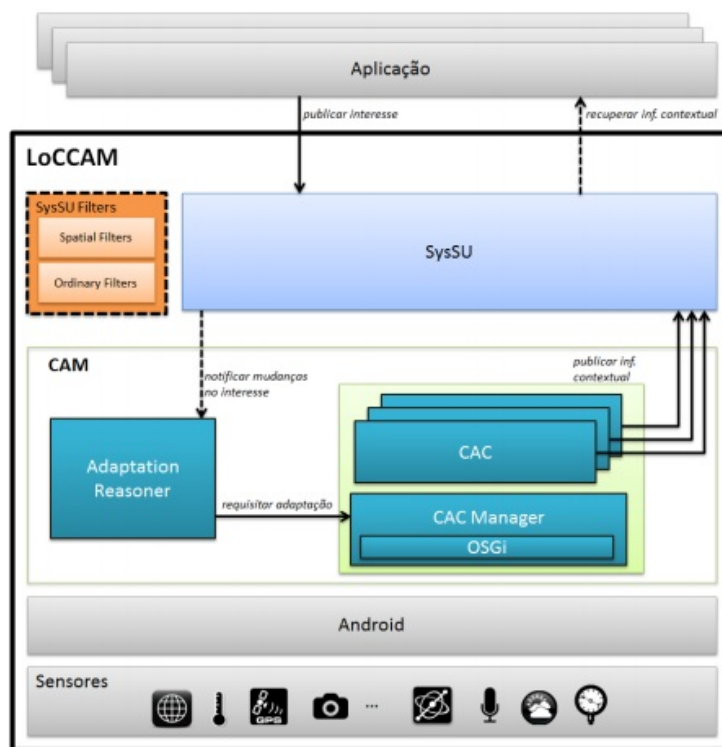 Aplicação
publicar interesse
recuperar inf. contextual
LoCCAM
SysSU Filters
Spatial Filters
Ordinary Filters
SysSU
CAM
notificar mudanças
no interesse
publicar inf.
contextual
Adaptation
Reasoner
CAC
requisitar adaptação
CAC Manager
OSGi
Android
Sensores
GPS
...